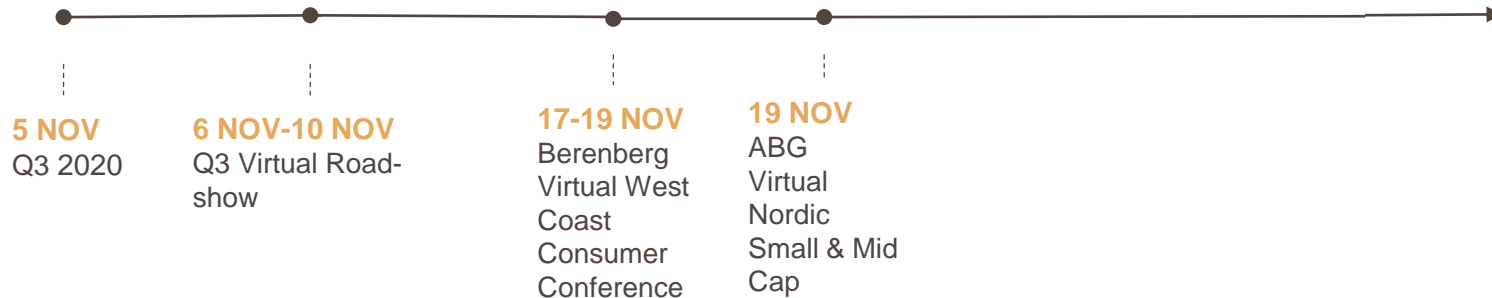 5 NOV
Q3 2020
6 NOV-10 NOV
Q3 Virtual Road-
show
17-19 NOV
Berenberg
Virtual West
Coast
Consumer
Conference
19 NOV
ABG
Virtual
Nordic
Small & Mid
Cap